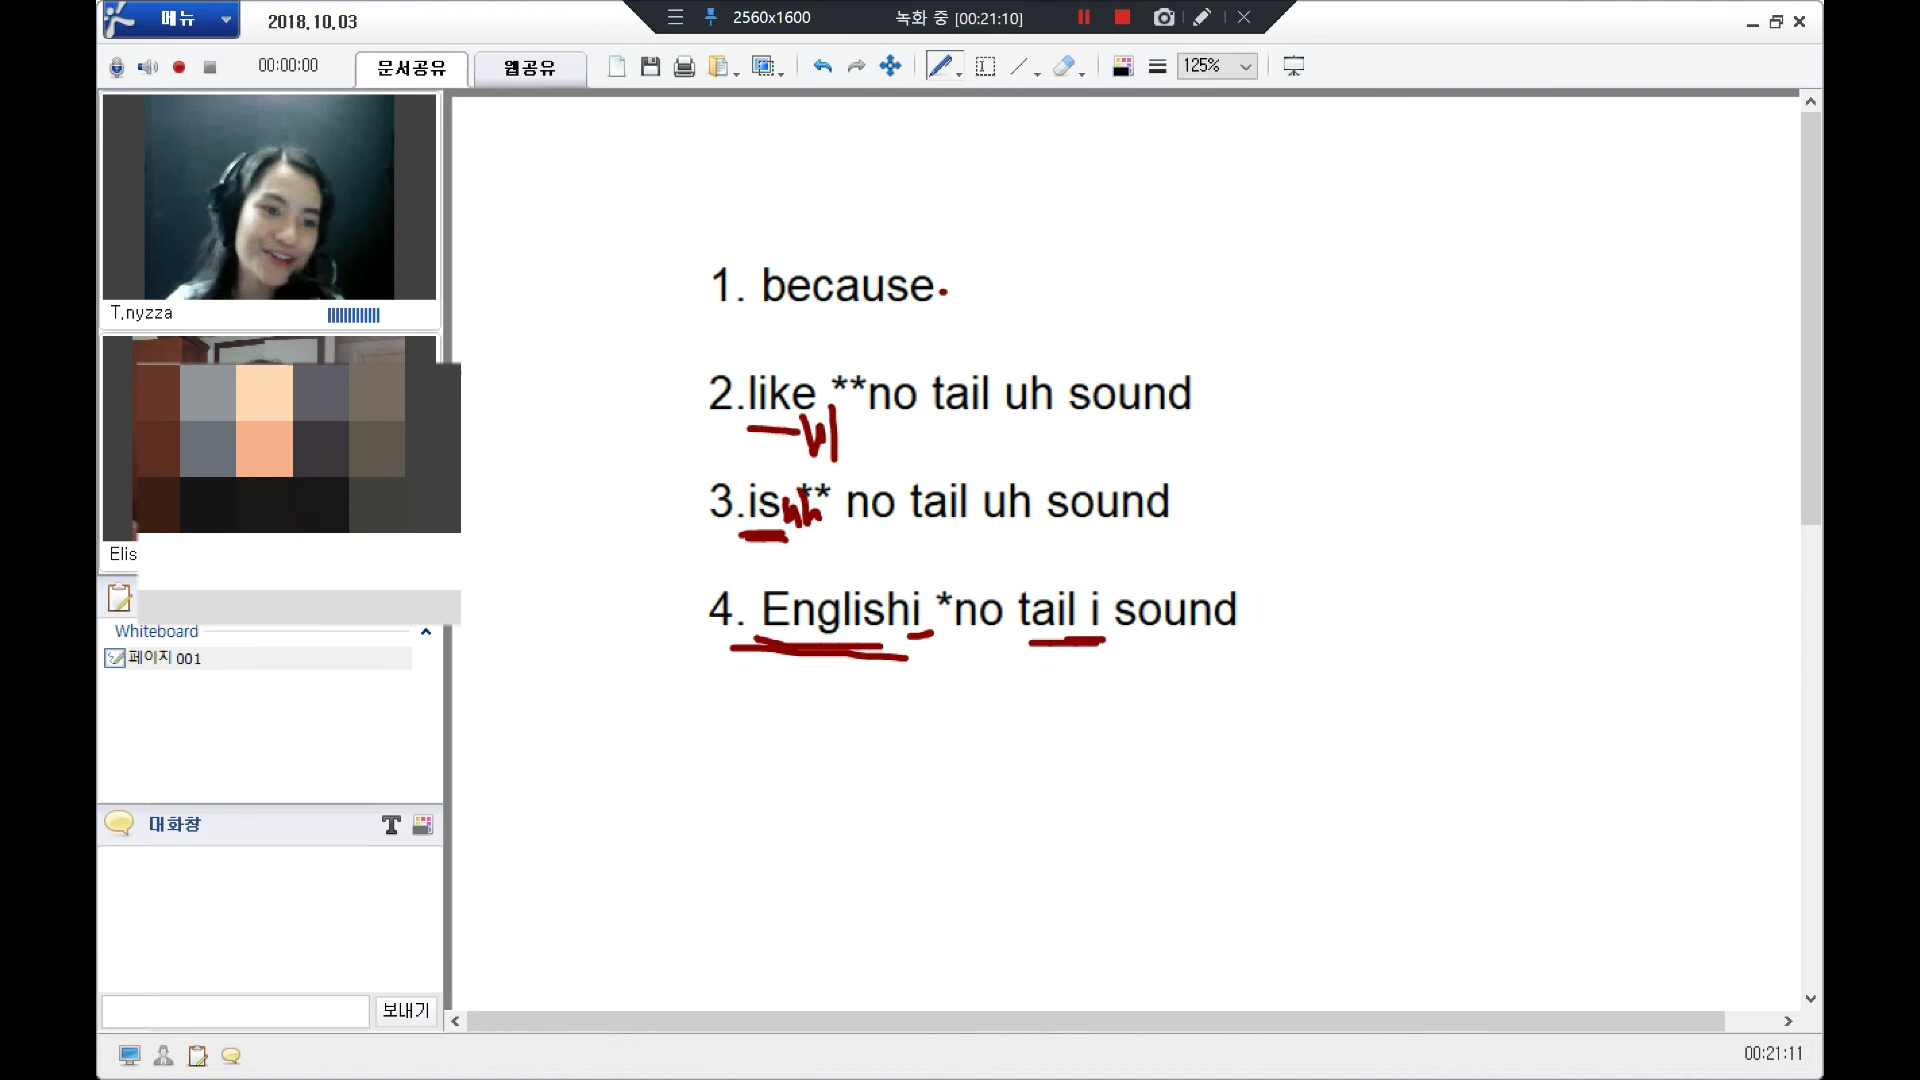 2560x1600
녹화 중 [00:21:10]
메뉴
2018.10.03
00:00:00
문서공유
웹공유
125%
T.nyzza
Elis
Whiteboard
페이지 001
대화창
보내기
1. because
2.like **no tail uh sound
3.is ** no tail uh sound
uh
4. Englishi *no tail i sound
00:21:11